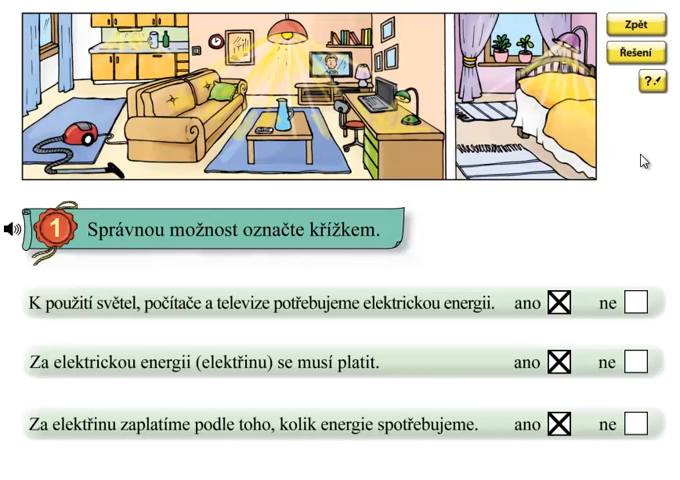 Zpět
Řešení
?
1 Správnou možnost označte křížkem.
K použití světel, počítače a televize potřebujeme elektrickou energii. ano ne
Za elektrickou energii (elektřinu) se musí platit. ano ne
Za elektřinu zaplatíme podle toho, kolik energie spotřebujeme. ano ne